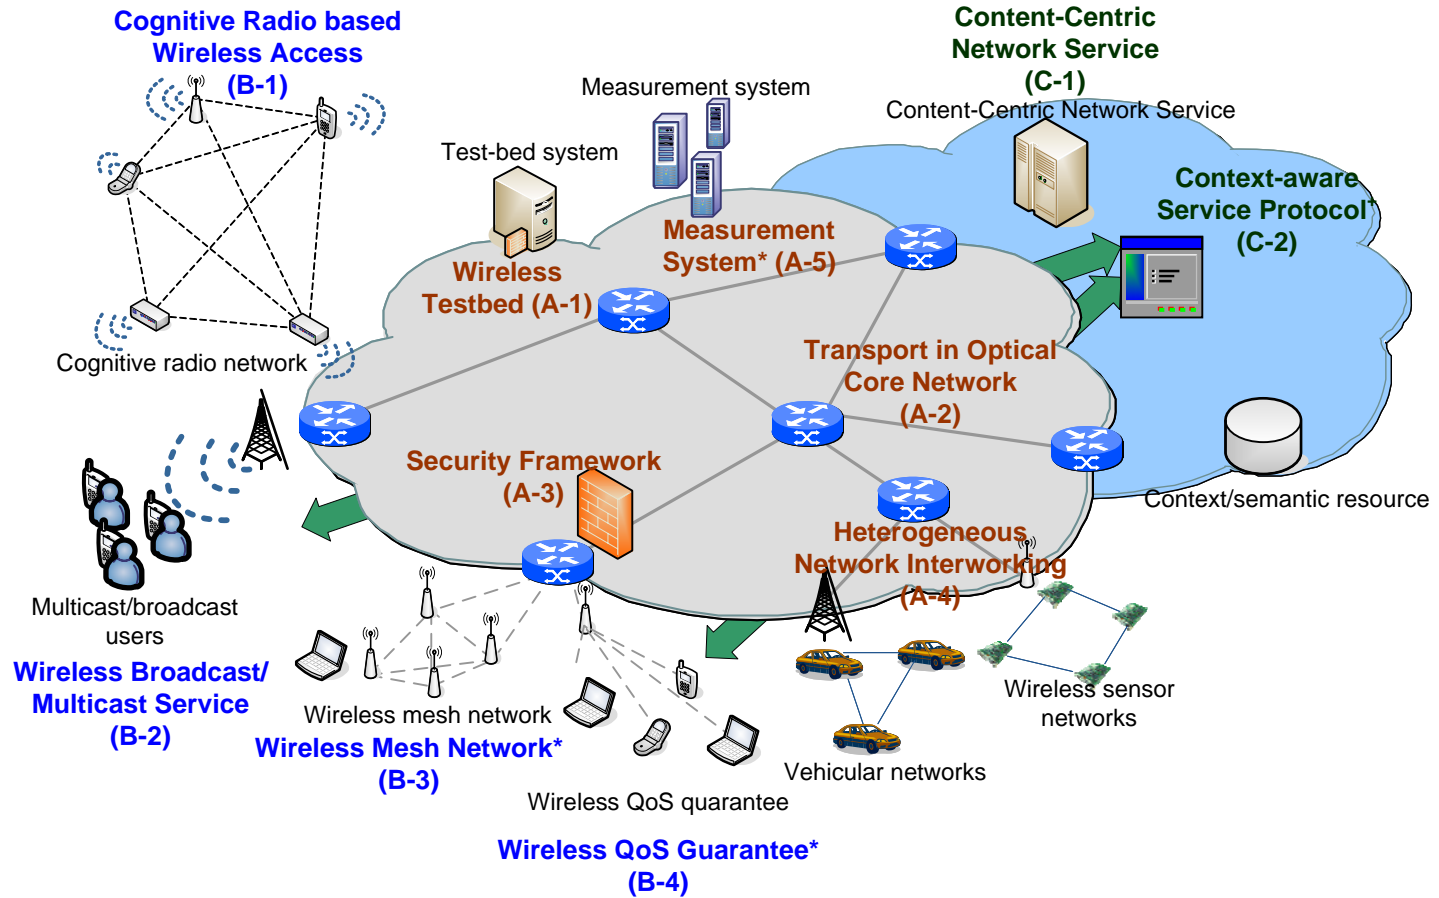 Cognitive Radio based
Wireless Access
(B-1)
Content-Centric
Network Service
(C-1)
Content-Centric Network Service
Measurement system
Test-bed system
Context-aware
Service Protocol*
(C-2)
Measurement
System* (A-5)
Wireless
Testbed (A-1)
Cognitive radio network
Transport in Optical
Core Network
(A-2)
Security Framework
(A-3)
Context/semantic resource
Heterogeneous
Network Interworking
(A-4)
Multicast/broadcast
users
Wireless Broadcast/
Multicast Service
(B-2)
Wireless mesh network
Wireless Mesh Network*
(B-3)
Wireless sensor
networks
Vehicular networks
Wireless QoS quarantee
Wireless QoS Guarantee*
(B-4)